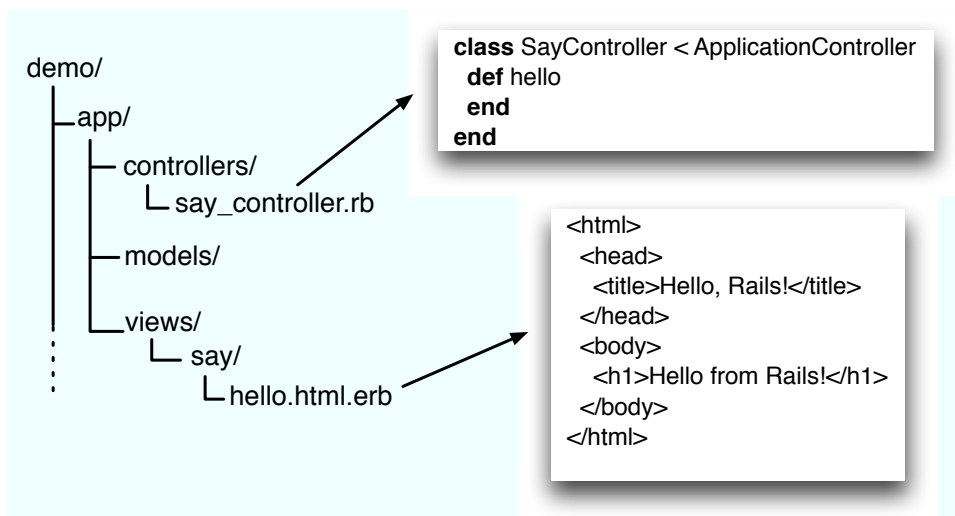 demo/
app/
controllers/
say_controller.rb
models/
views/
say/
hello.html.erb
class SayController < ApplicationController
def hello
end
end
<html>
<head>
<title>Hello, Rails!</title>
</head>
<body>
<h1>Hello from Rails!</h1>
</body>
</html>